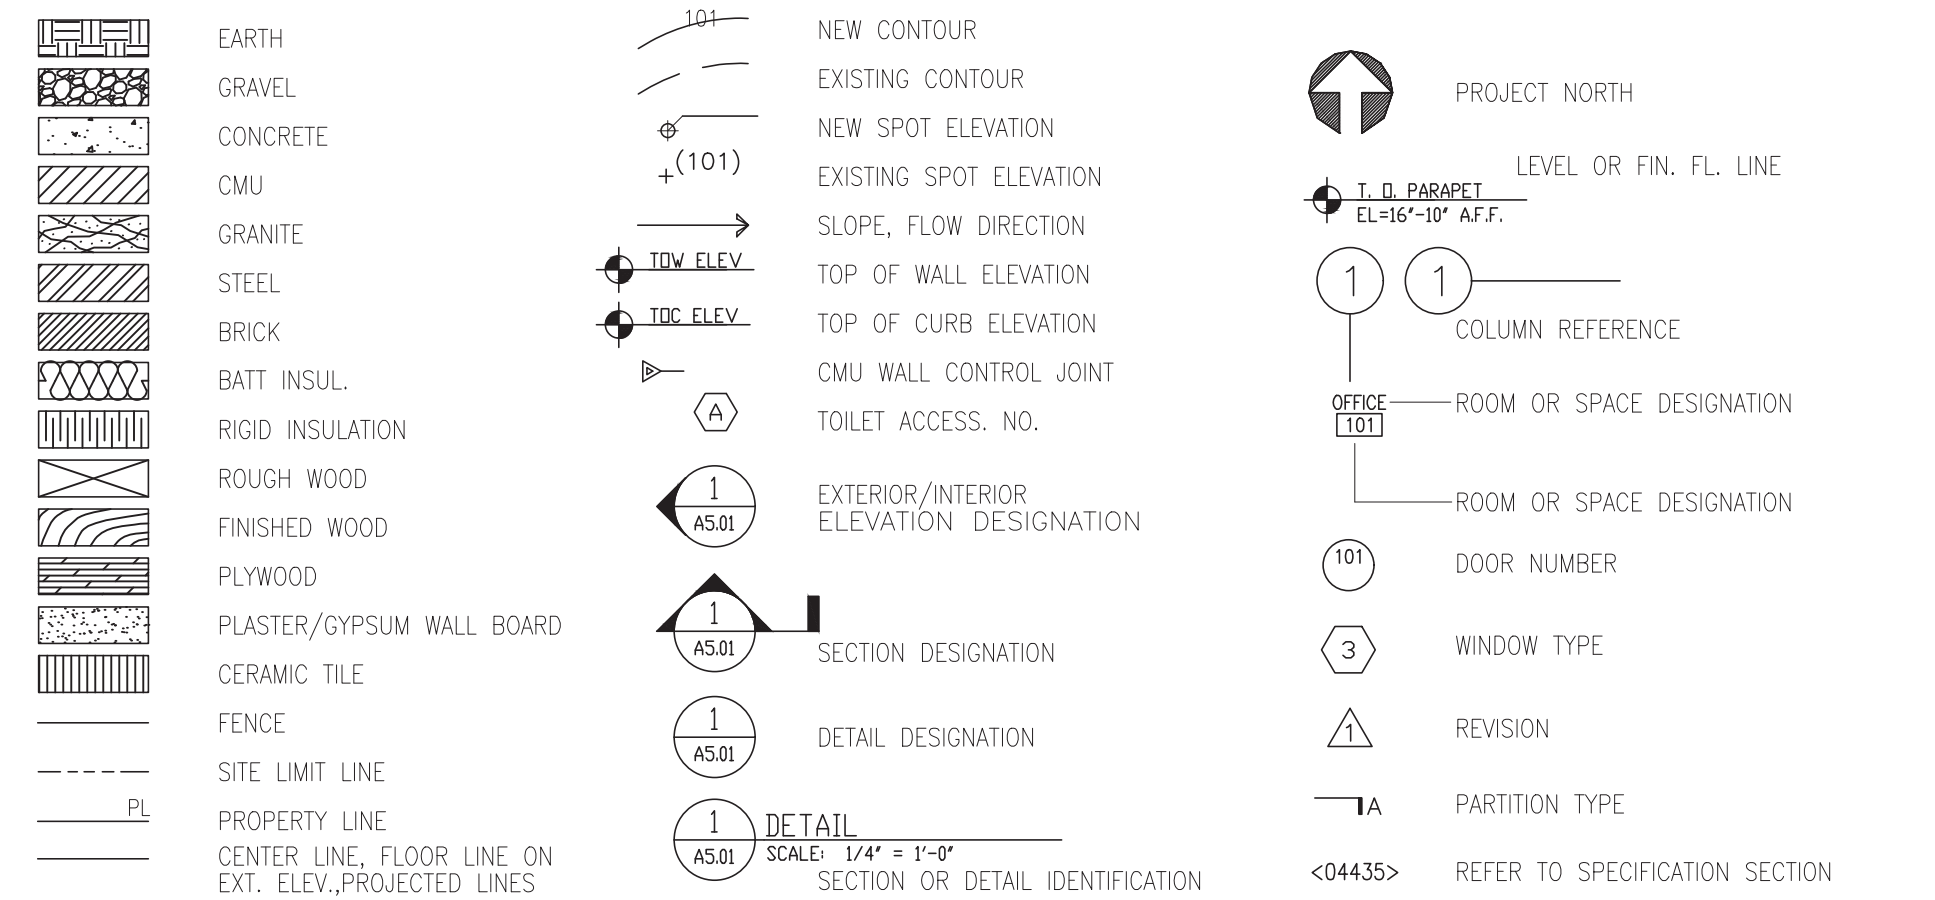 EARTH
GRAVEL
CONCRETE
CMU
GRANITE
STEEL
BRICK
BATT INSUL.
RIGID INSULATION
ROUGH WOOD
FINISHED WOOD
PLYWOOD
PLASTER/GYPSUM WALL BOARD
CERAMIC TILE
FENCE
SITE LIMIT LINE
PL
PROPERTY LINE
CENTER LINE, FLOOR LINE ON
EXT. ELEV.,PROJECTED LINES
101
NEW CONTOUR
EXISTING CONTOUR
NEW SPOT ELEVATION
(101)
EXISTING SPOT ELEVATION
SLOPE, FLOW DIRECTION
TOW ELEV
TOP OF WALL ELEVATION
TOC ELEV
TOP OF CURB ELEVATION
CMU WALL CONTROL JOINT
A
TOILET ACCESS. NO.
1
A5.01
EXTERIOR/INTERIOR
ELEVATION DESIGNATION
1
A5.01
SECTION DESIGNATION
1
A5.01
DETAIL DESIGNATION
1
A5.01
DETAIL
SCALE: 1/4" = 1'-0"
SECTION OR DETAIL IDENTIFICATION
PROJECT NORTH
LEVEL OR FIN. FL. LINE
T. O. PARAPET
EL=16"-10" A.F.F.
1 1
COLUMN REFERENCE
OFFICE
101
ROOM OR SPACE DESIGNATION
ROOM OR SPACE DESIGNATION
101
DOOR NUMBER
3
WINDOW TYPE
1
REVISION
A
PARTITION TYPE
<04435>
REFER TO SPECIFICATION SECTION